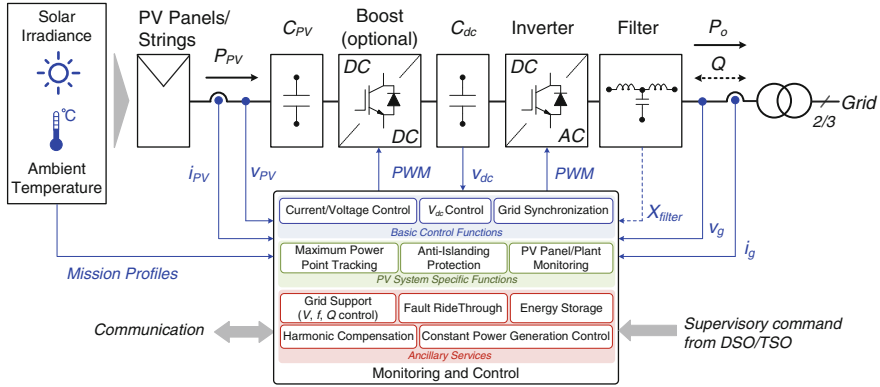 Solar
Irradiance
°C
Ambient
Temperature
PV Panels/
Strings
P_PV
C_PV
Boost
(optional)
DC
DC
C_dc
Inverter
DC
AC
Filter
P_o
Q
Grid
2/3
i_PV
v_PV
PWM
v_dc
PWM
X_filter
v_g
i_g
Mission Profiles
Current/Voltage Control
V_dc Control
Grid Synchronization
Basic Control Functions
Maximum Power
Point Tracking
Anti-Islanding
Protection
PV Panel/Plant
Monitoring
PV System Specific Functions
Grid Support
(V, f, Q control)
Fault RideThrough
Energy Storage
Harmonic Compensation
Constant Power Generation Control
Ancillary Services
Monitoring and Control
Communication
Supervisory command
from DSO/TSO